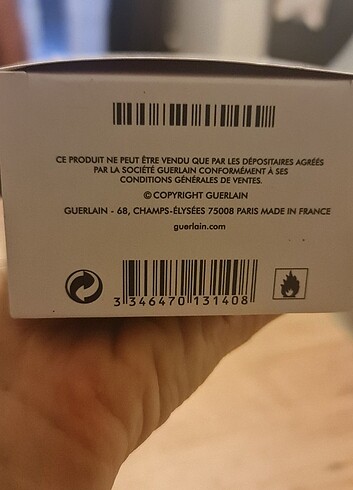 CE PRODUIT NE PEUT ÊTRE VENDU QUE PAR LES DÉPOSITAIRES AGRÉÉS
PAR LA SOCIÉTÉ GUERLAIN CONFORMÉMENT À SES
CONDITIONS GÉNÉRALES DE VENTES.
© COPYRIGHT GUERLAIN
GUERLAIN - 68, CHAMPS-ÉLYSÉES 75008 PARIS MADE IN FRANCE
guerlain.com
3 346470 131408